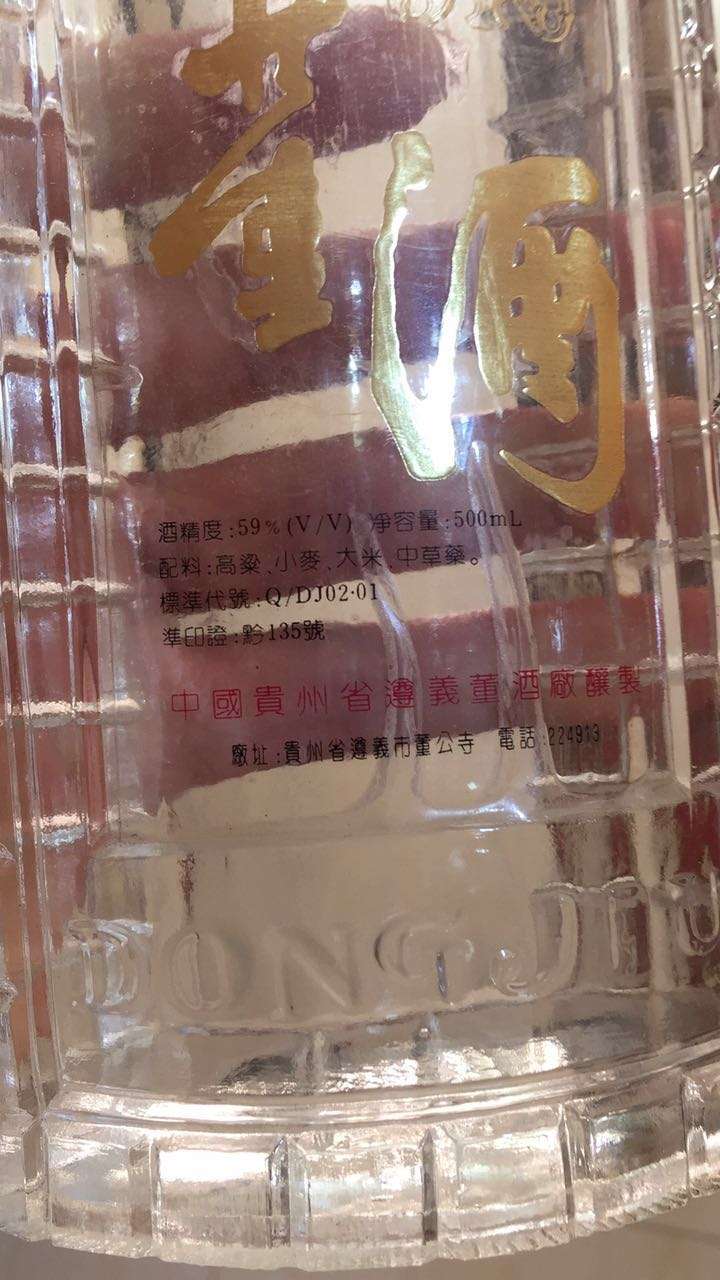 董酒
酒精度:59%(V/V) 净容量:500mL
配料:高粱、小麥、大米、中草藥。
標準代號:Q/DJ02·01
準印證:黔135號
中國貴州省遵義董酒廠釀製
廠址:貴州省遵義市董公寺 電話:224913
DONG JIU